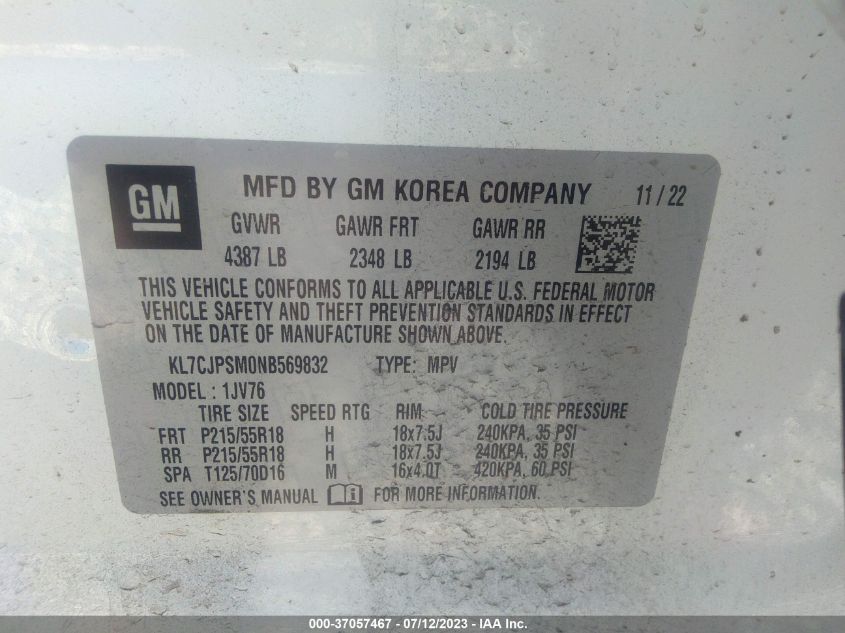 GM MFD BY GM KOREA COMPANY 11/22
GVWR GAWR FRT GAWR RR
4387 LB 2348 LB 2194 LB
THIS VEHICLE CONFORMS TO ALL APPLICABLE U.S. FEDERAL MOTOR
VEHICLE SAFETY AND THEFT PREVENTION STANDARDS IN EFFECT
ON THE DATE OF MANUFACTURE SHOWN ABOVE.
KL7CJPSM0NB569832 TYPE: MPV
MODEL : 1JV76
TIRE SIZE SPEED RTG RIM COLD TIRE PRESSURE
FRT P215/55R18 H 18x7.5J 240KPA, 35 PSI
RR P215/55R18 H 18x7.5J 240KPA, 35 PSI
SPA T125/70D16 M 16x4.0T 420KPA, 60 PSI
SEE OWNER'S MANUAL FOR MORE INFORMATION.
000-37057467 - 07/12/2023 - IAA Inc.